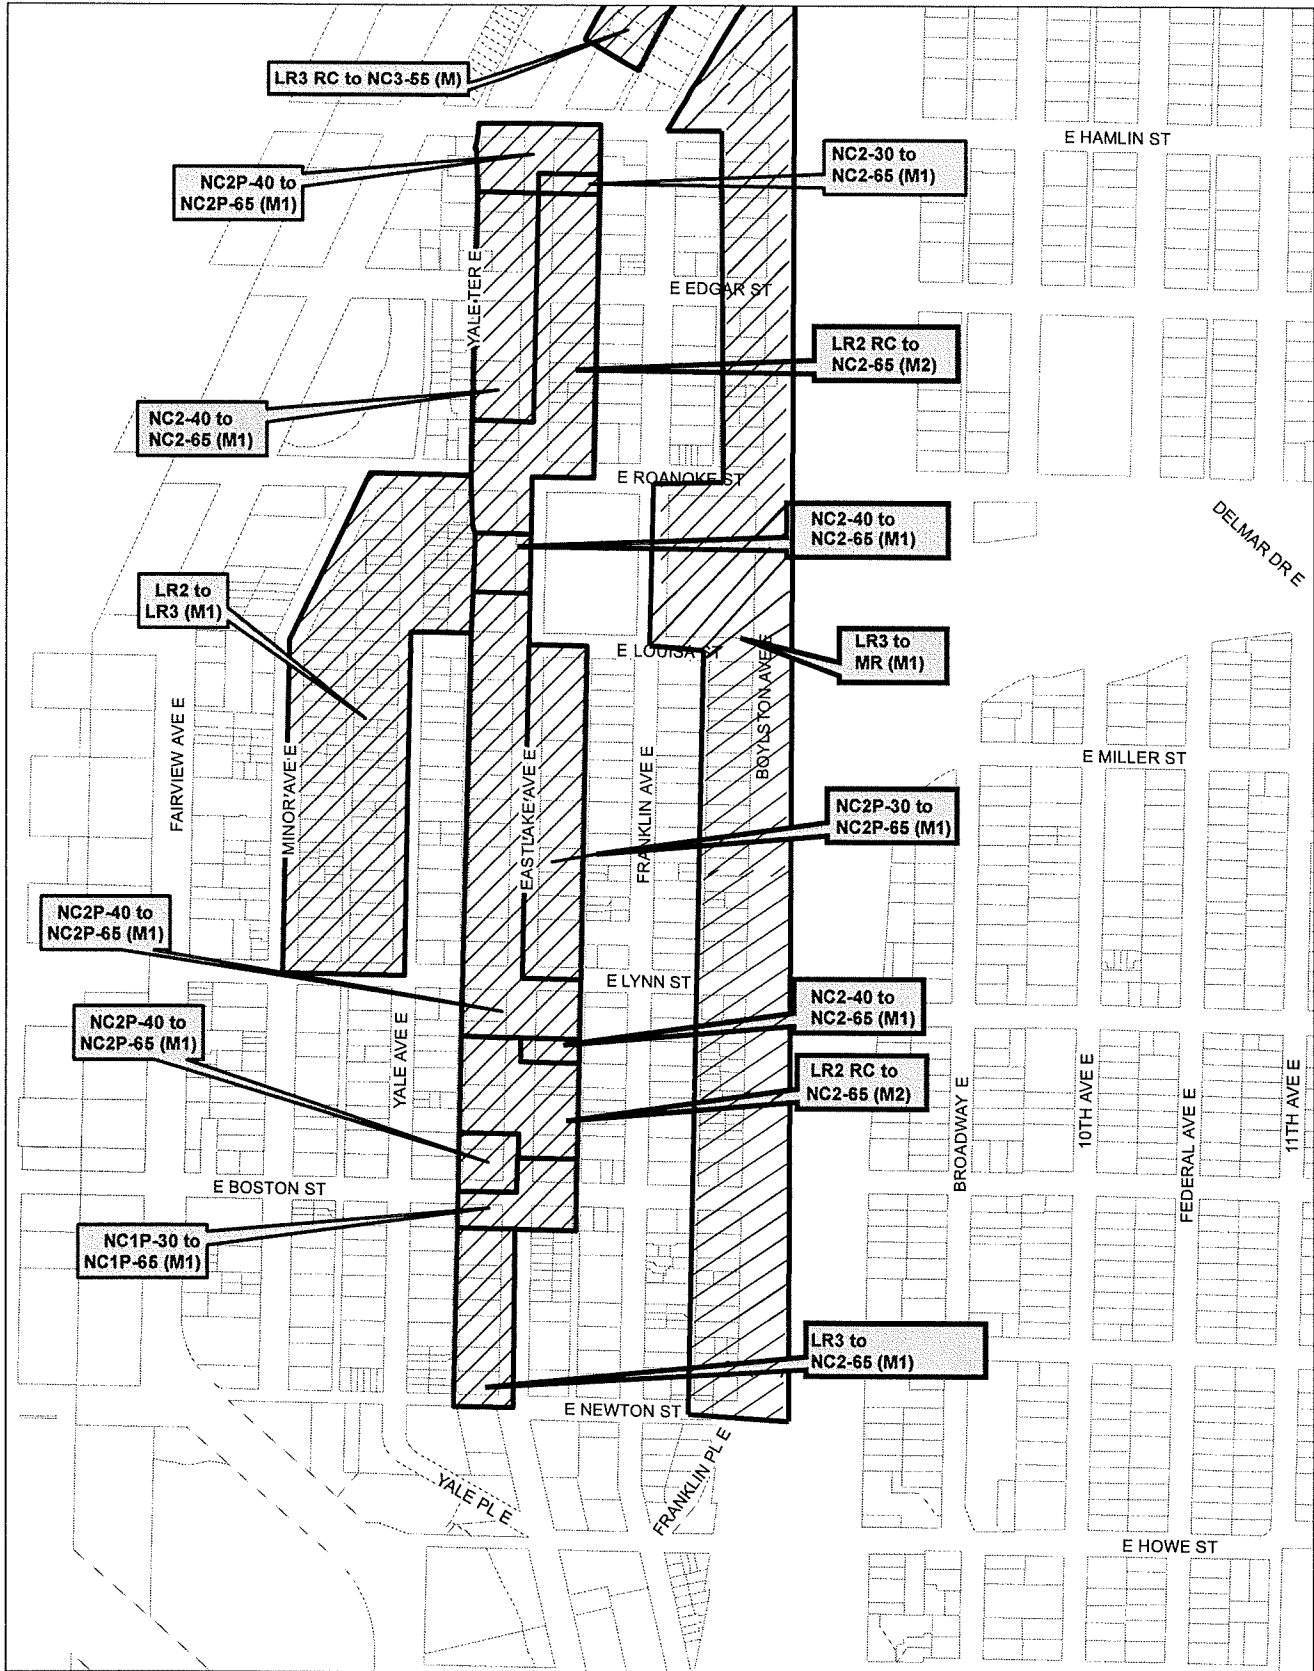 LR3 RC to NC3-55 (M)
E HAMLIN ST
NC2-30 to
NC2-65 (M1)
NC2P-40 to
NC2P-65 (M1)
YALE TER E
E EDGAR ST
LR2 RC to
NC2-65 (M2)
NC2-40 to
NC2-65 (M1)
E ROANOKE ST
NC2-40 to
NC2-65 (M1)
DELMAR DR E
LR2 to
LR3 (M1)
E LOUISA ST
LR3 to
MR (M1)
FAIRVIEW AVE E
MINOR AVE E
EASTLAKE AVE E
FRANKLIN AVE E
BOYLSTON AVE E
E MILLER ST
NC2P-30 to
NC2P-65 (M1)
NC2P-40 to
NC2P-65 (M1)
E LYNN ST
NC2-40 to
NC2-65 (M1)
NC2P-40 to
NC2P-65 (M1)
YALE AVE E
LR2 RC to
NC2-65 (M2)
BROADWAY E
10TH AVE E
FEDERAL AVE E
11TH AVE E
E BOSTON ST
NC1P-30 to
NC1P-65 (M1)
LR3 to
NC2-65 (M1)
E NEWTON ST
YALE PL E
FRANKLIN PL E
E HOWE ST